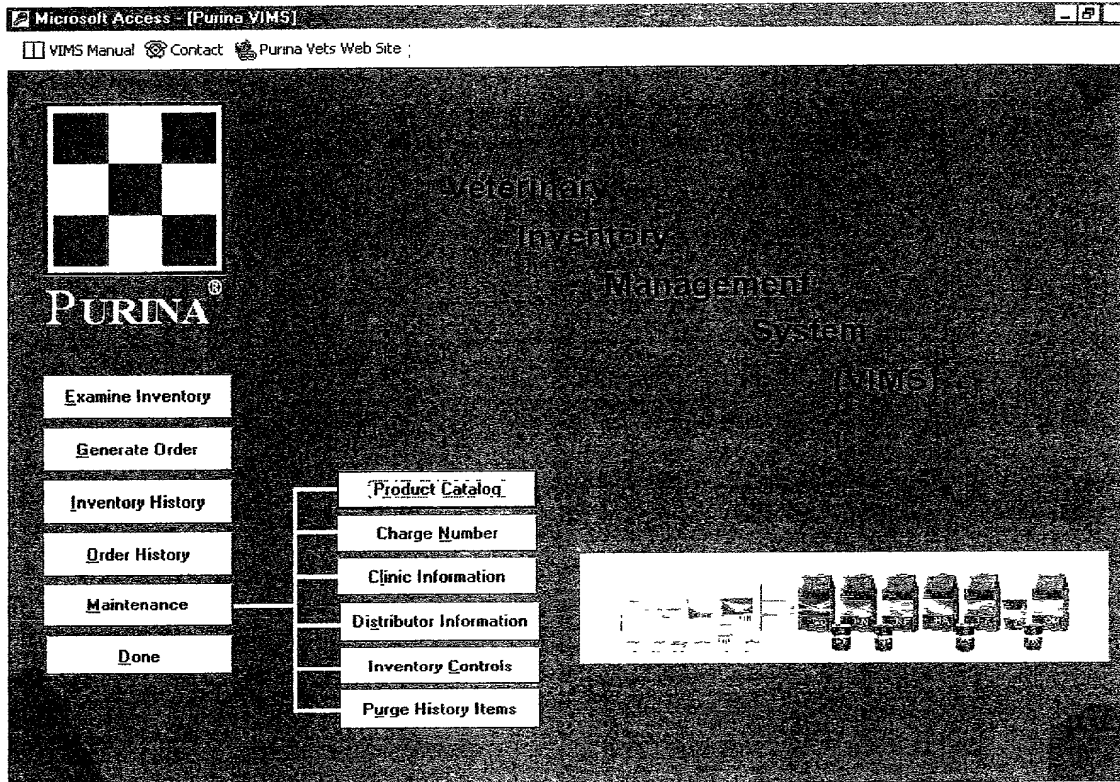 Microsoft Access - [Purina VIMS]
VIMS Manual Contact Purina Vets Web Site
PURINA®
Veterinary
Inventory
Management
System
(VIMS)
Examine Inventory
Generate Order
Inventory History
Order History
Maintenance
Done
Product Catalog
Charge Number
Clinic Information
Distributor Information
Inventory Controls
Purge History Items